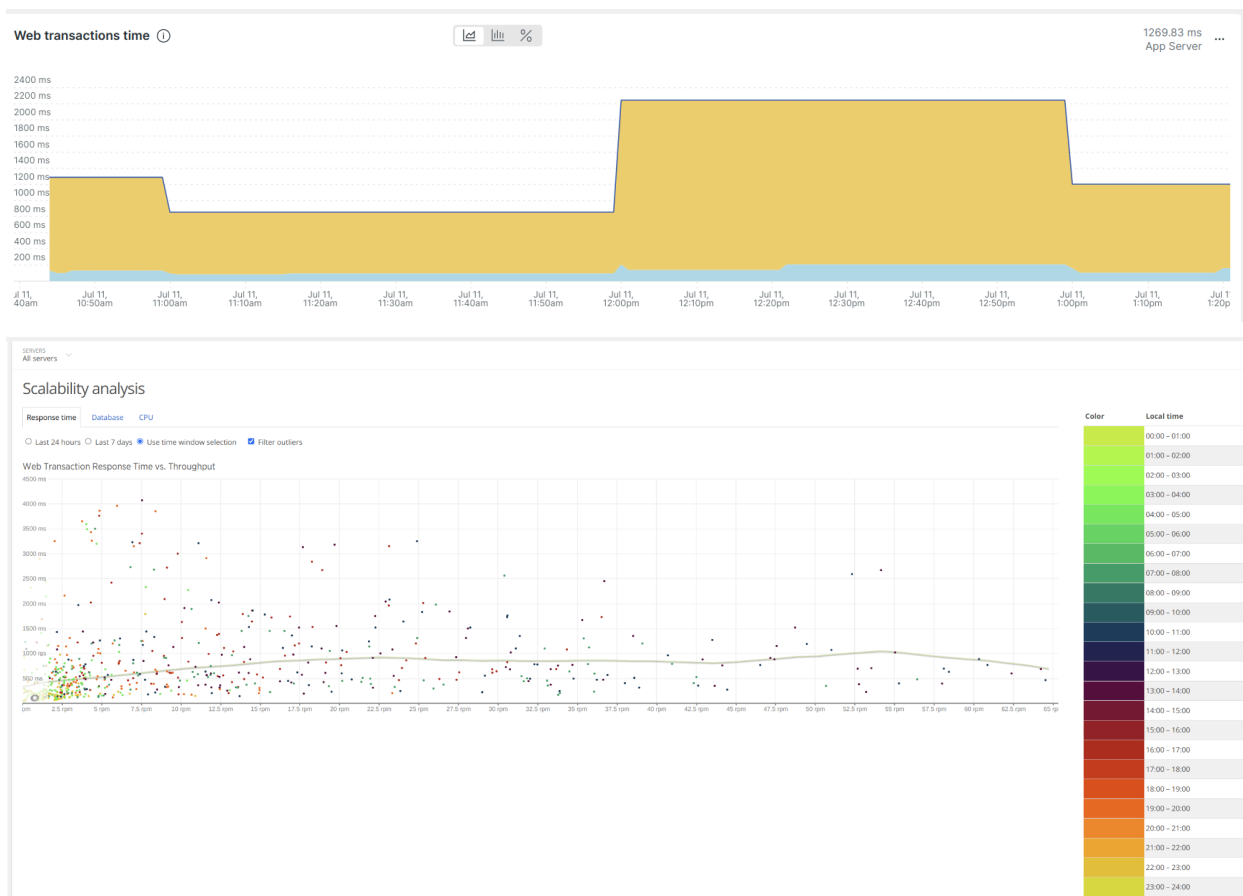 Web transactions time
1269.83 ms
App Server
2400 ms
2200 ms
2000 ms
1800 ms
1600 ms
1400 ms
1200 ms
1000 ms
800 ms
600 ms
400 ms
200 ms
Jul 11, Jul 11, Jul 11, Jul 11, Jul 11, Jul 11, Jul 11, Jul 11, Jul 11, Jul 11, Jul 11, Jul 11, Jul 11, Jul 11, Jul 11,
40am 10:50am 11:00am 11:10am 11:20am 11:30am 11:40am 11:50am 12:00pm 12:10pm 12:20pm 12:30pm 12:40pm 12:50pm 1:00pm 1:10pm 1:20p
SERVERS
All servers
Scalability analysis
Response time Database CPU
Last 24 hours Last 7 days Use time window selection Filter outliers
Web Transaction Response Time vs. Throughput
4500 ms
4000 ms
3500 ms
3000 ms
2500 ms
2000 ms
1500 ms
1000
500 ms
rpm 2.5 rpm 5 rpm 7.5 rpm 10 rpm 12.5 rpm 15 rpm 17.5 rpm 20 rpm 22.5 rpm 25 rpm 27.5 rpm 30 rpm 32.5 rpm 35 rpm 37.5 rpm 40 rpm 42.5 rpm 45 rpm 47.5 rpm 50 rpm 52.5 rpm 55 rpm 57.5 rpm 60 rpm 62.5 rpm 65 rp
Color Local time
00:00 – 01:00
01:00 – 02:00
02:00 – 03:00
03:00 – 04:00
04:00 – 05:00
05:00 – 06:00
06:00 – 07:00
07:00 – 08:00
08:00 – 09:00
09:00 – 10:00
10:00 – 11:00
11:00 – 12:00
12:00 – 13:00
13:00 – 14:00
14:00 – 15:00
15:00 – 16:00
16:00 – 17:00
17:00 – 18:00
18:00 – 19:00
19:00 – 20:00
20:00 – 21:00
21:00 – 22:00
22:00 – 23:00
23:00 – 24:00